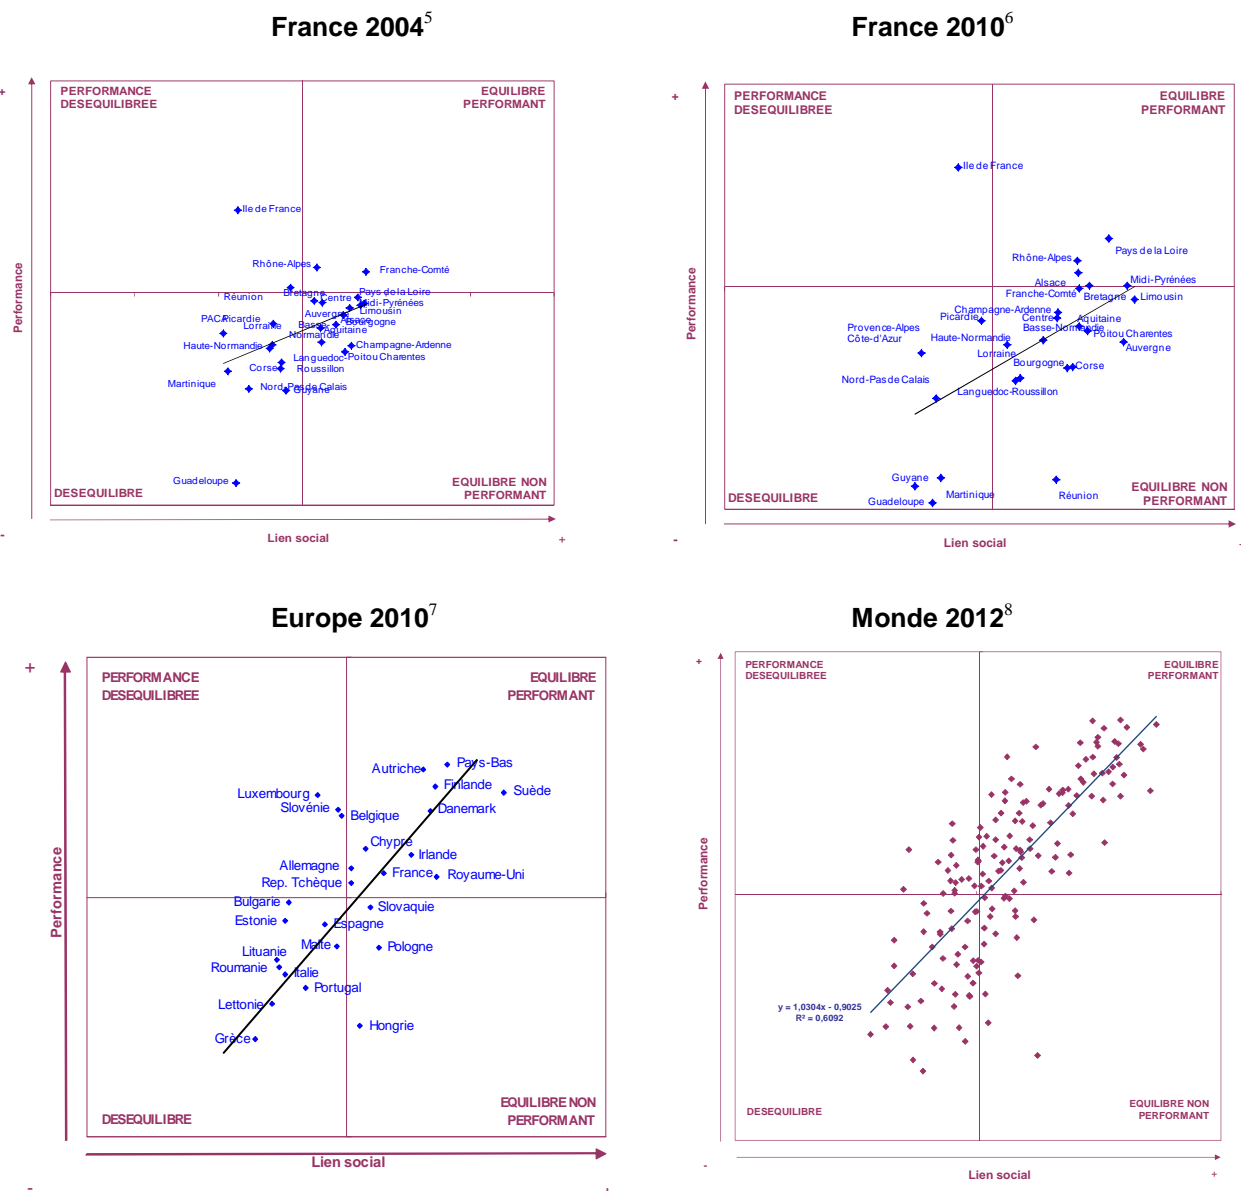 France 2004⁵
+
PERFORMANCE
DESEQUILIBREE
EQUILIBRE
PERFORMANT
Performance
Ile de France
Rhône-Alpes
Franche-Comté
Réunion
Bretagne
Pays de la Loire
Centre
Midi-Pyrénées
Limousin
Auvergne
PACA
Picardie
Lorraine
Basse
Normandie
Alsace
Bourgogne
Aquitaine
Haute-Normandie
Champagne-Ardenne
Languedoc-
Roussillon
Poitou Charentes
Corse
Martinique
Nord-Pas de Calais
Guyane
Guadeloupe
DESEQUILIBRE
EQUILIBRE NON
PERFORMANT
-
Lien social
+
France 2010⁶
+
PERFORMANCE
DESEQUILIBREE
EQUILIBRE
PERFORMANT
Performance
Ile de France
Pays de la Loire
Rhône-Alpes
Alsace
Midi-Pyrénées
Franche-Comté
Bretagne
Limousin
Champagne-Ardenne
Picardie
Centre
Aquitaine
Provence-Alpes
Côte-d'Azur
Basse-Normandie
Haute-Normandie
Poitou Charentes
Auvergne
Lorraine
Bourgogne
Corse
Nord-Pas de Calais
Languedoc-Roussillon
Guyane
Martinique
Guadeloupe
Réunion
DESEQUILIBRE
EQUILIBRE NON
PERFORMANT
-
Lien social
-
Europe 2010⁷
+
PERFORMANCE
DESEQUILIBREE
EQUILIBRE
PERFORMANT
Performance
Autriche
Pays-Bas
Finlande
Suède
Luxembourg
Slovénie
Belgique
Danemark
Chypre
Irlande
Allemagne
France
Royaume-Uni
Rep. Tchèque
Bulgarie
Slovaquie
Estonie
Espagne
Malte
Pologne
Lituanie
Roumanie
Italie
Portugal
Lettonie
Hongrie
Grèce
DESEQUILIBRE
EQUILIBRE NON
PERFORMANT
Lien social
-
Monde 2012⁸
+
PERFORMANCE
DESEQUILIBREE
EQUILIBRE
PERFORMANT
Performance
y = 1,0304x - 0,9025
R² = 0,6092
DESEQUILIBRE
EQUILIBRE NON
PERFORMANT
-
Lien social
+